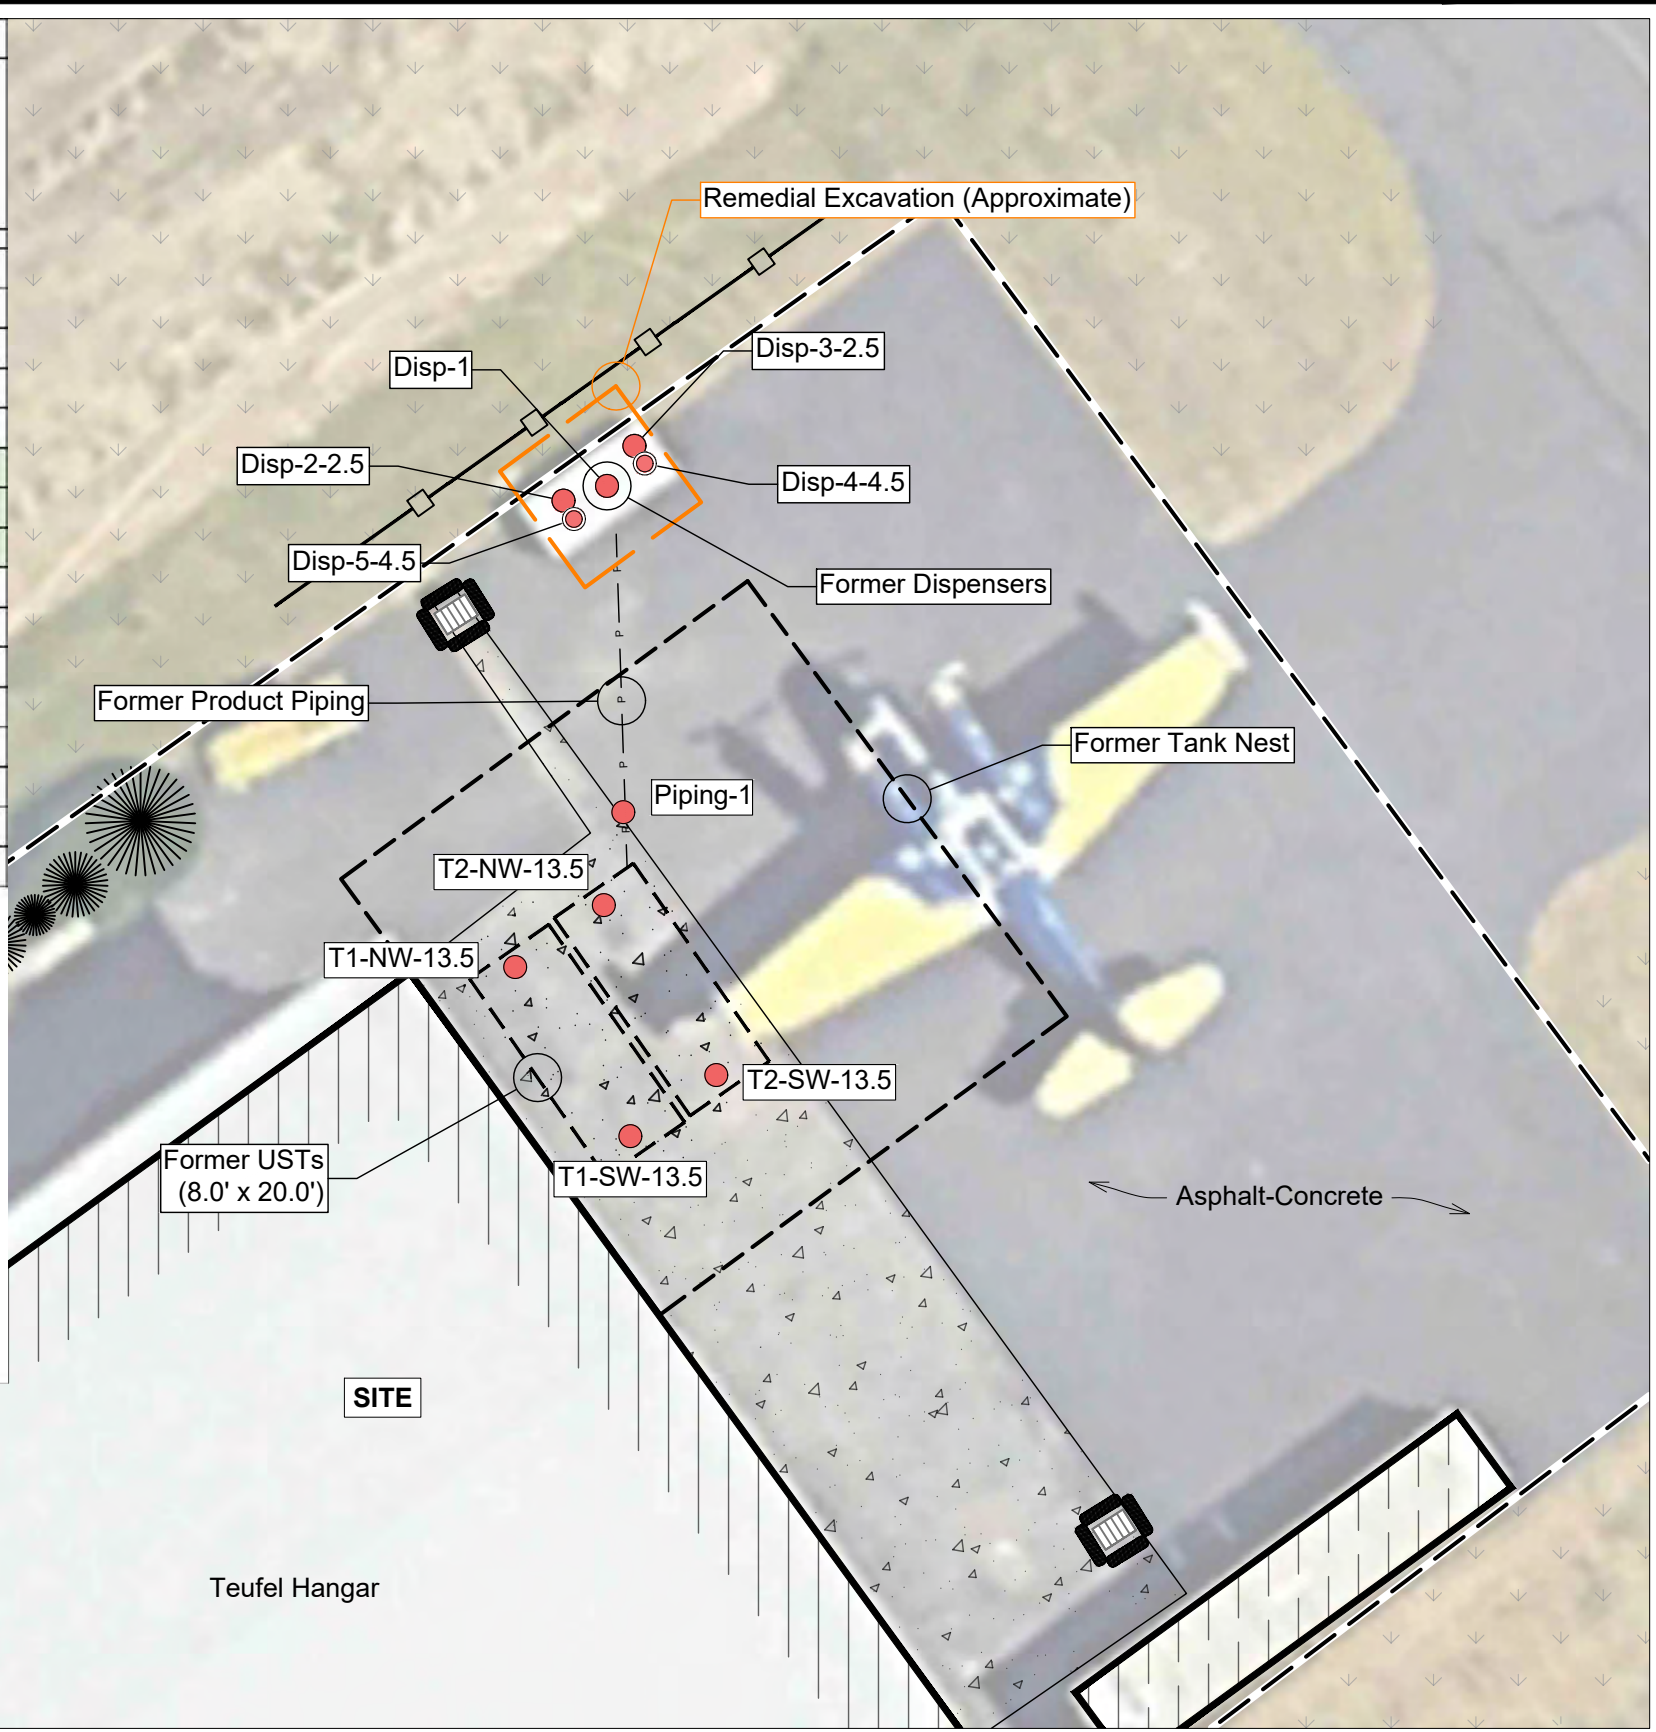 Remedial Excavation (Approximate)
Disp-1
Disp-3-2.5
Disp-2-2.5
Disp-4-4.5
Disp-5-4.5
Former Dispensers
P
P
Former Product Piping
P
Former Tank Nest
P
Piping-1
P
T2-NW-13.5
T1-NW-13.5
T2-SW-13.5
Former USTs
(8.0' x 20.0')
T1-SW-13.5
Asphalt-Concrete
SITE
Teufel Hangar